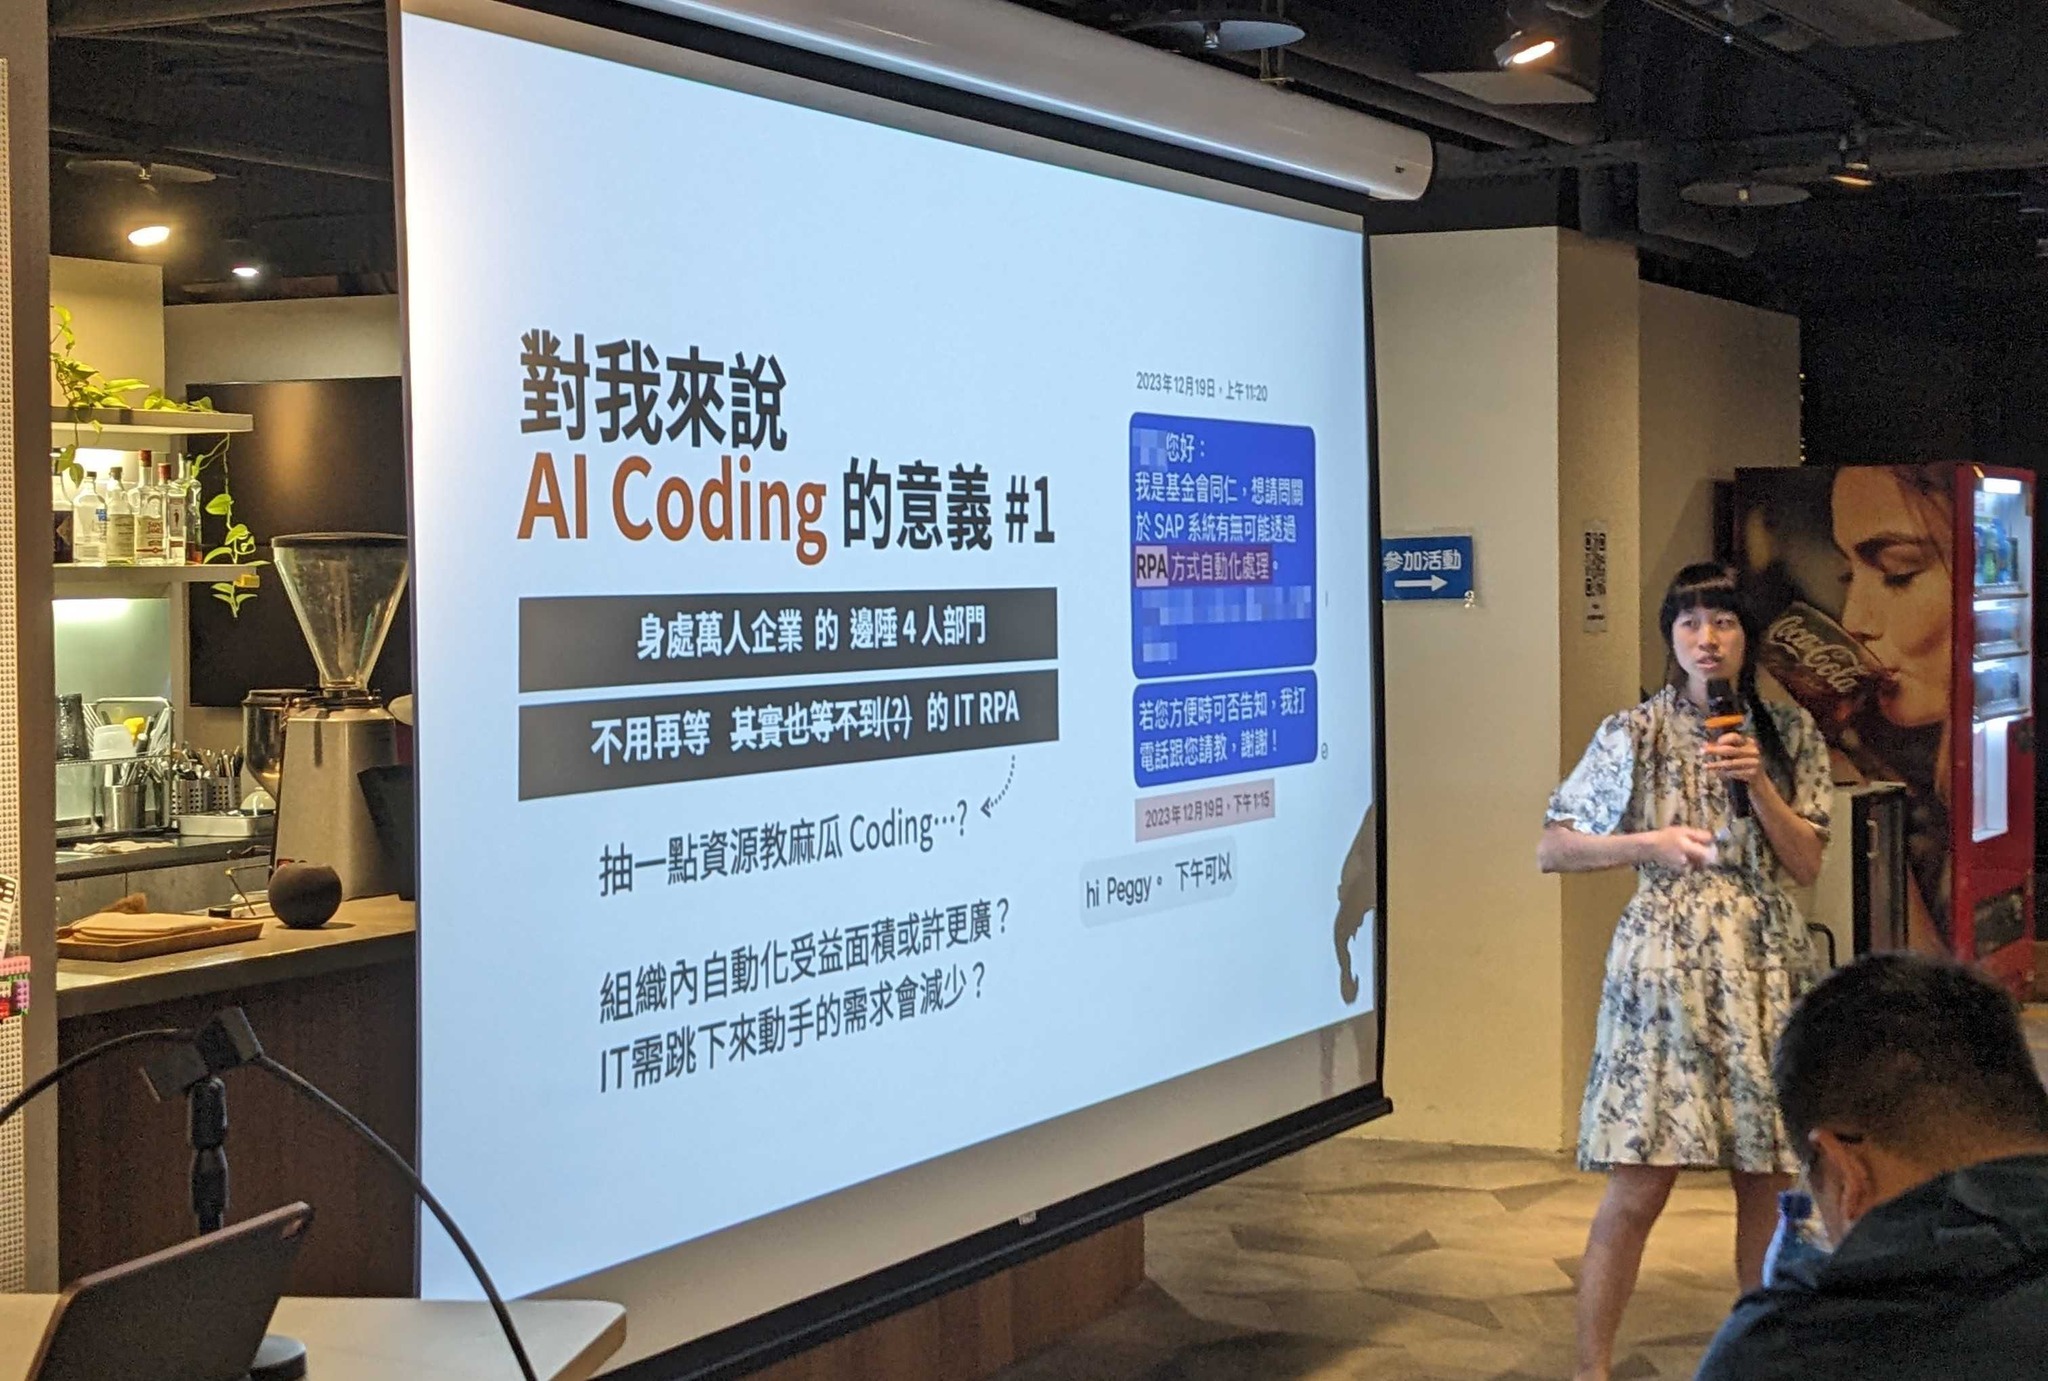 對我來說
AI Coding 的意義 #1
身處萬人企業 的 邊陲 4 人部門
不用再等 其實也等不到(?) 的 IT RPA
抽一點資源教麻瓜 Coding⋯?
組織內自動化受益面積或許更廣？
IT需跳下來動手的需求會減少？
2023年12月19日，上午11:20
您好：
我是基金會同仁，想請問關
於 SAP 系統有無可能透過
RPA 方式自動化處理。
若您方便時可否告知，我打
電話跟您請教，謝謝！
2023年12月19日，下午1:15
hi Peggy。 下午可以
參加活動
Coca-Cola